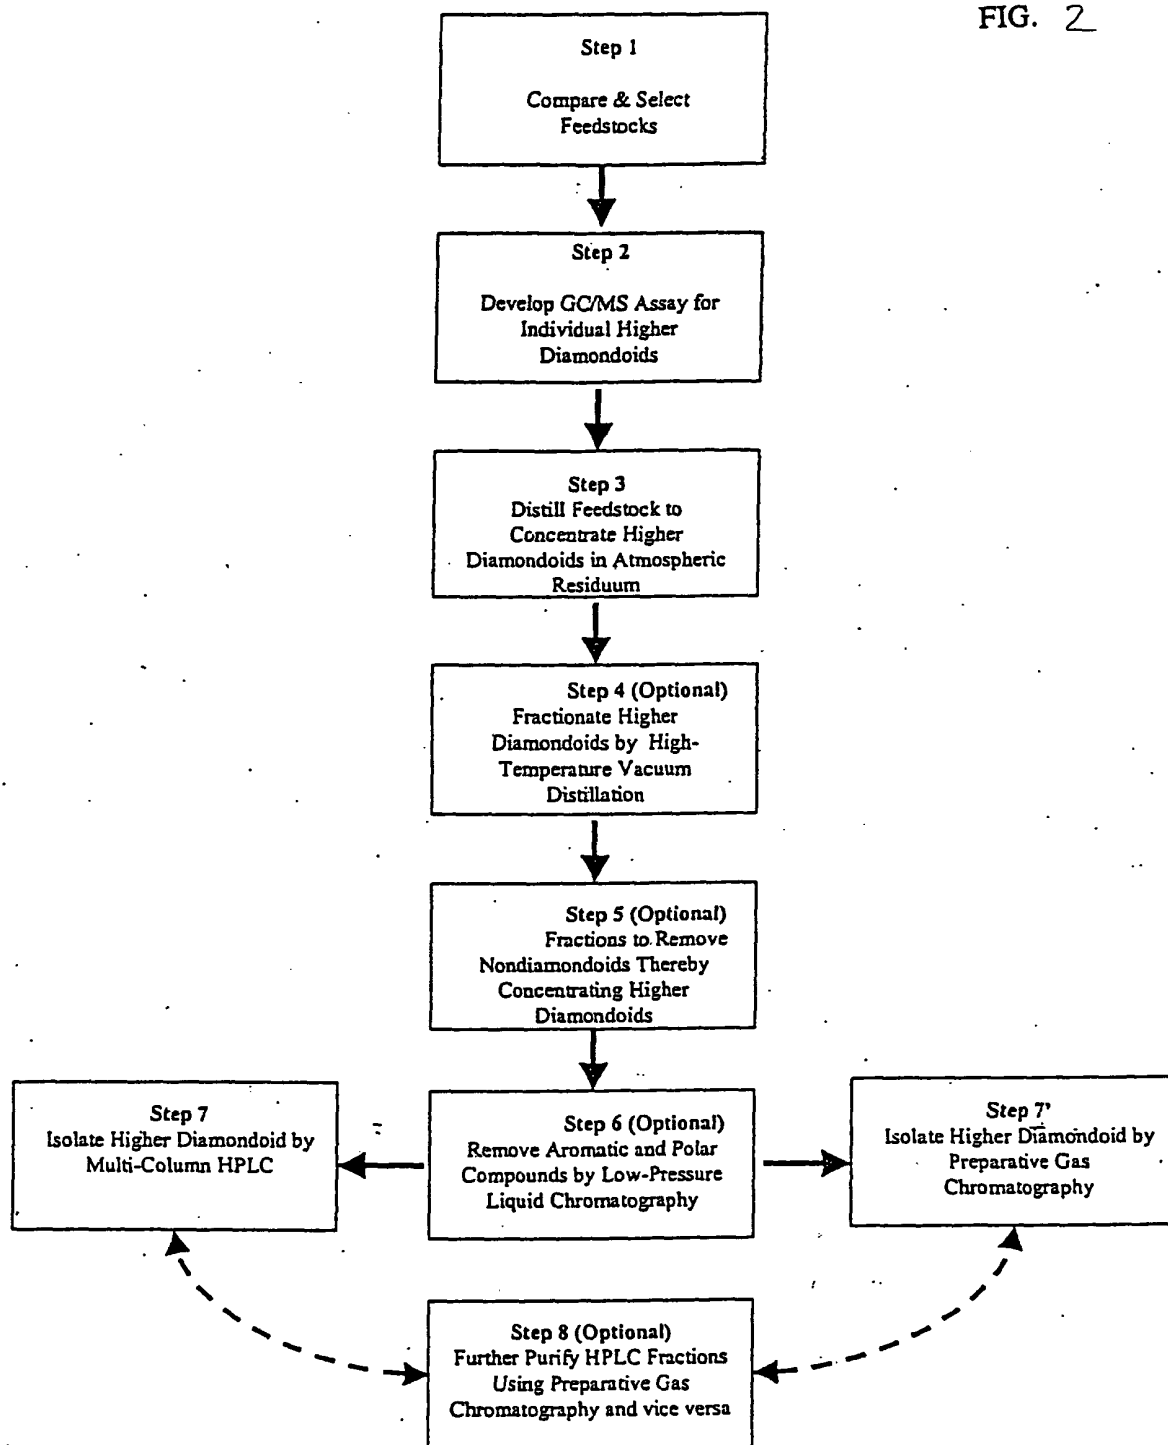 FIG. 2
Step 1
Compare & Select
Feedstocks
Step 2
Develop GC/MS Assay for
Individual Higher
Diamondoids
Step 3
Distill Feedstock to
Concentrate Higher
Diamondoids in Atmospheric
Residuum
Step 4 (Optional)
Fractionate Higher
Diamondoids by High-
Temperature Vacuum
Distillation
Step 5 (Optional)
Fractions to Remove
Nondiamondoids Thereby
Concentrating Higher
Diamondoids
Step 6 (Optional)
Remove Aromatic and Polar
Compounds by Low-Pressure
Liquid Chromatography
Step 7
Isolate Higher Diamondoid by
Multi-Column HPLC
Step 7'
Isolate Higher Diamondoid by
Preparative Gas
Chromatography
Step 8 (Optional)
Further Purify HPLC Fractions
Using Preparative Gas
Chromatography and vice versa